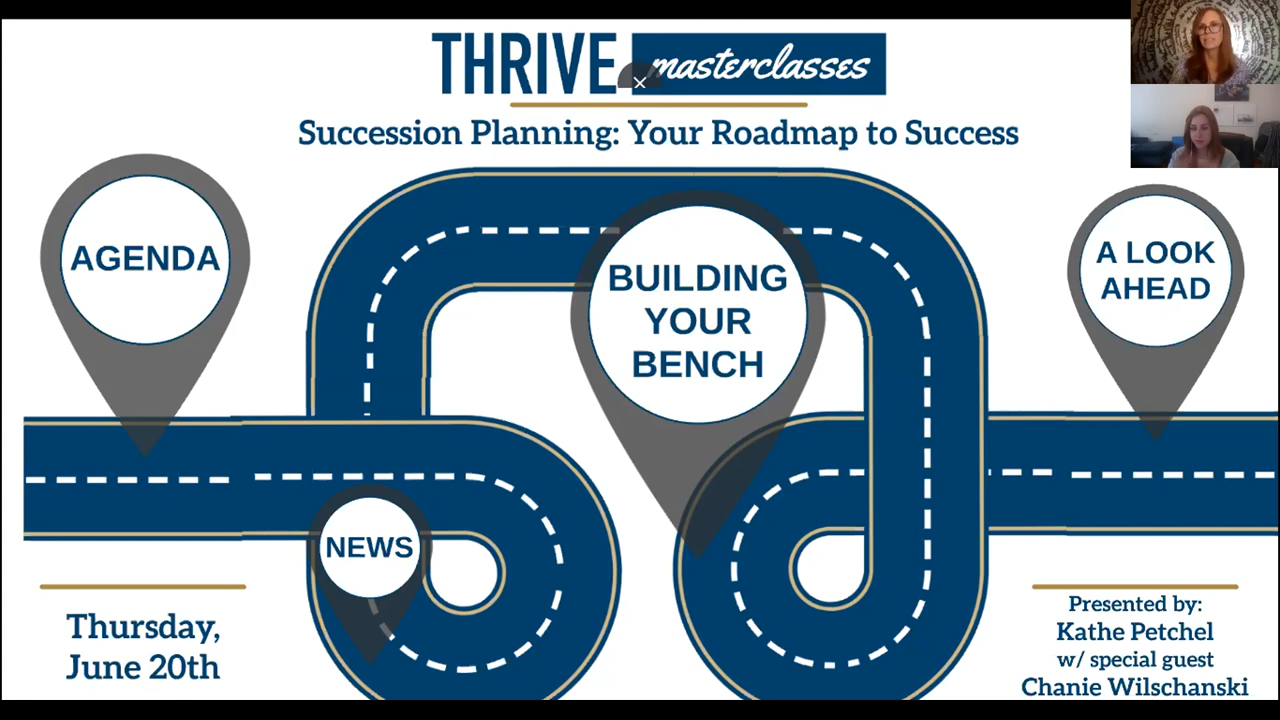 THRIVE masterclasses
Succession Planning: Your Roadmap to Success
AGENDA
NEWS
BUILDING
YOUR
BENCH
A LOOK
AHEAD
Thursday,
June 20th
Presented by:
Kathe Petchel
w/ special guest
Chanie Wilschanski